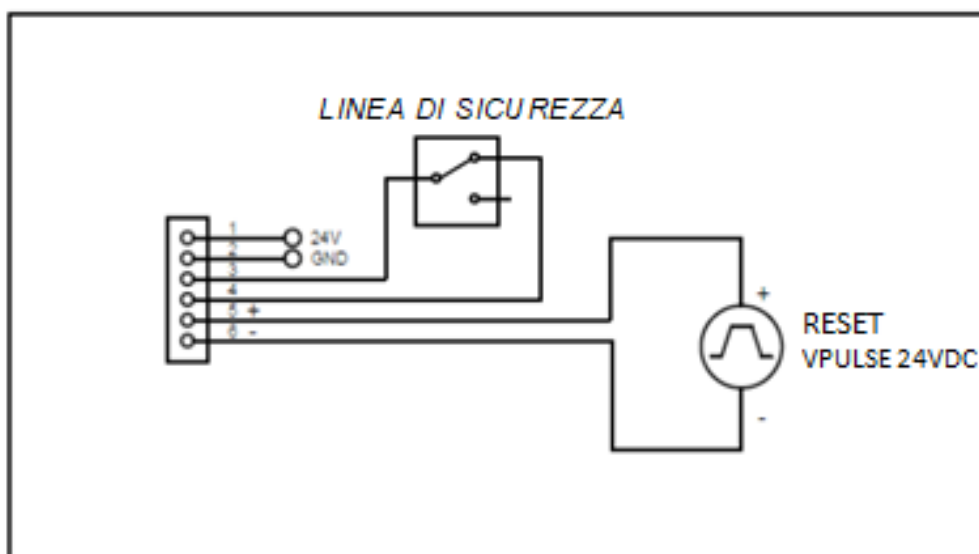 LINEA DI SICUREZZA
1 24V
2 GND
3
4
5 +
6 -
+
RESET
VPULSE 24VDC
-